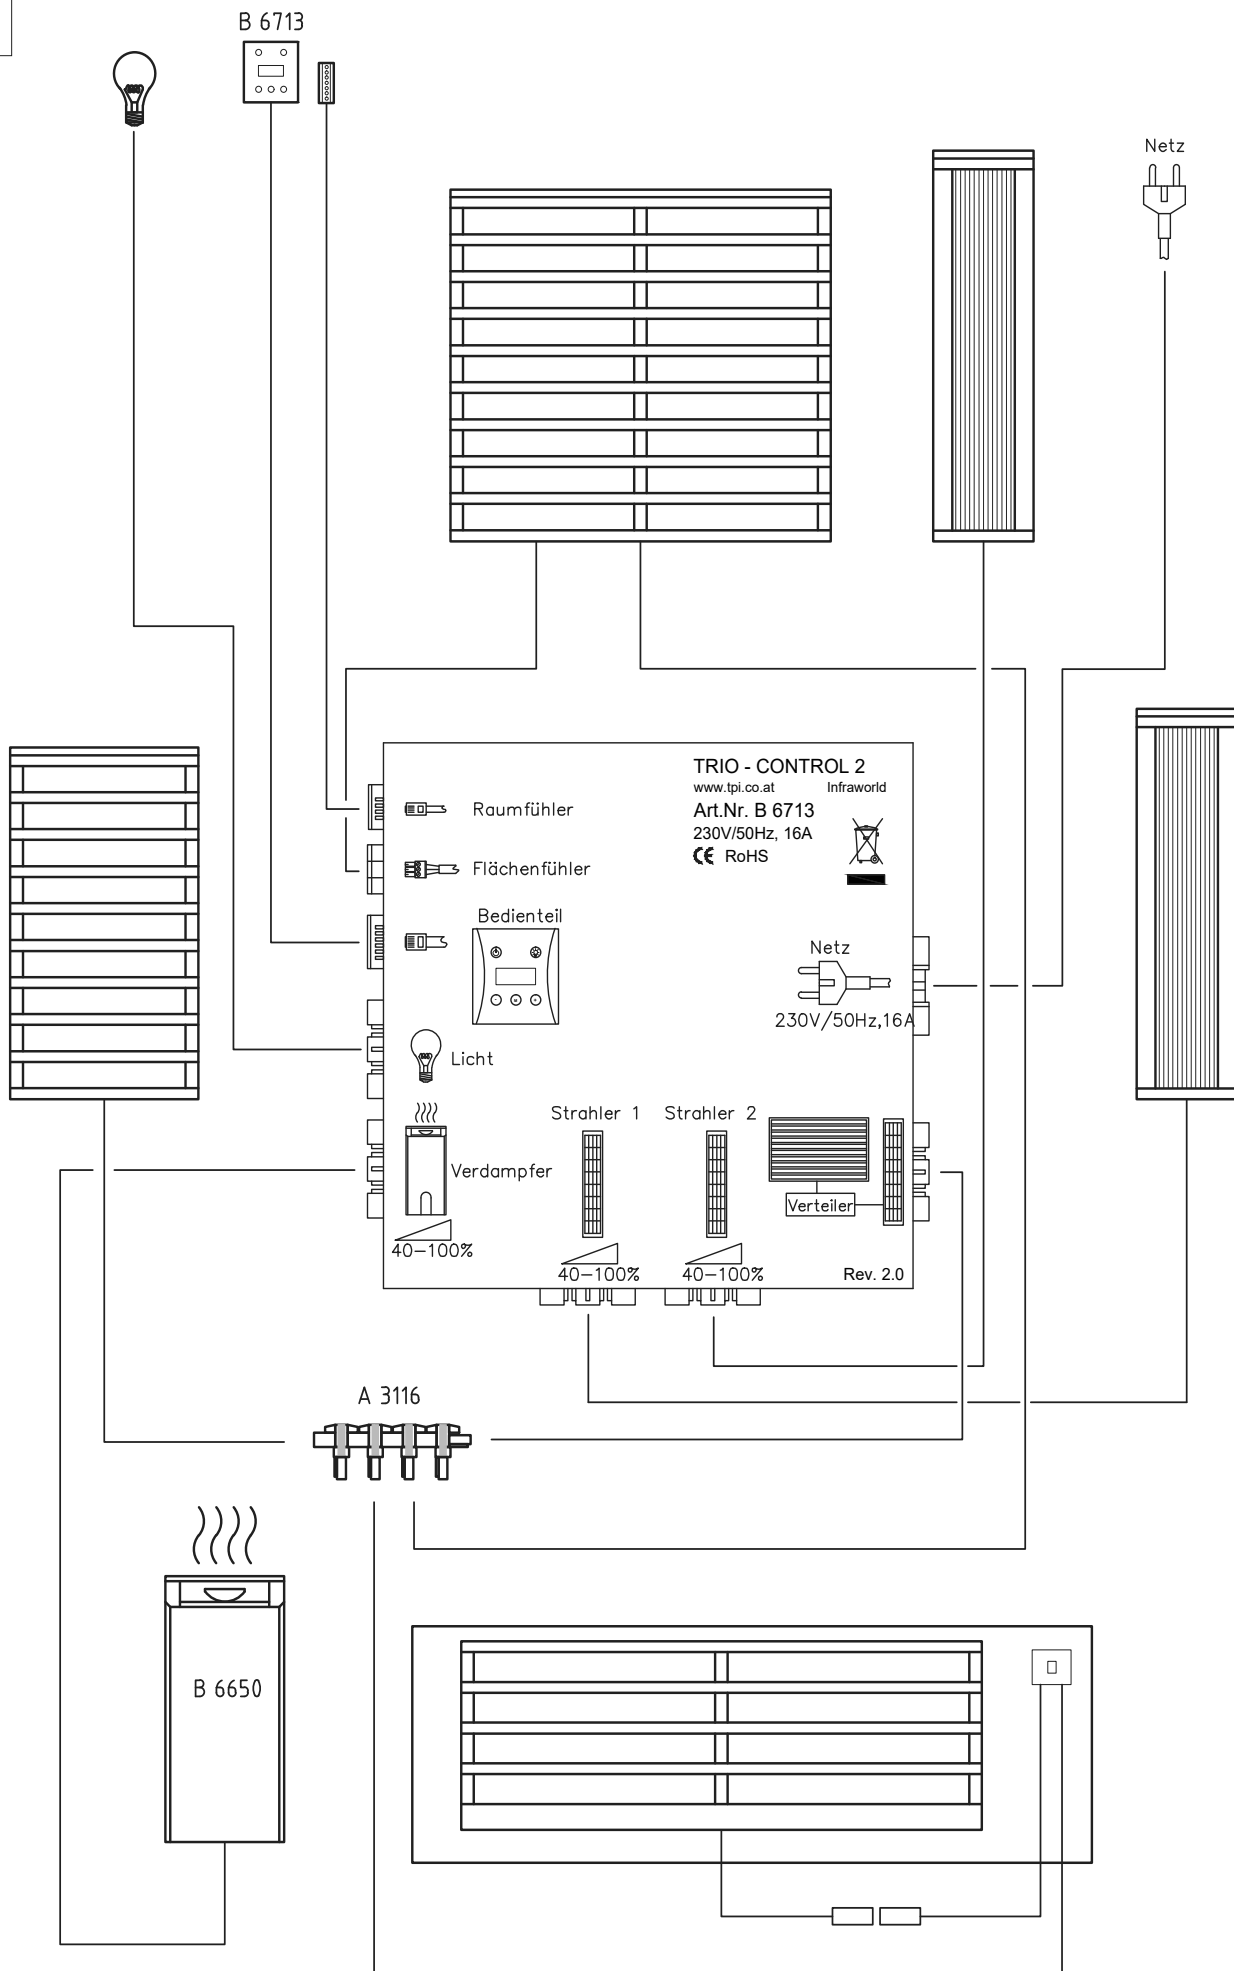 B 6713
Netz
TRIO - CONTROL 2
www.tpi.co.at Infraworld
Art.Nr. B 6713
230V/50Hz, 16A
CE RoHS
Raumfühler
Flächenfühler
Bedienteil
Netz
230V/50Hz,16A
Licht
Strahler 1 Strahler 2
Verdampfer
Verteiler
40-100%
40-100% 40-100%
Rev. 2.0
A 3116
B 6650